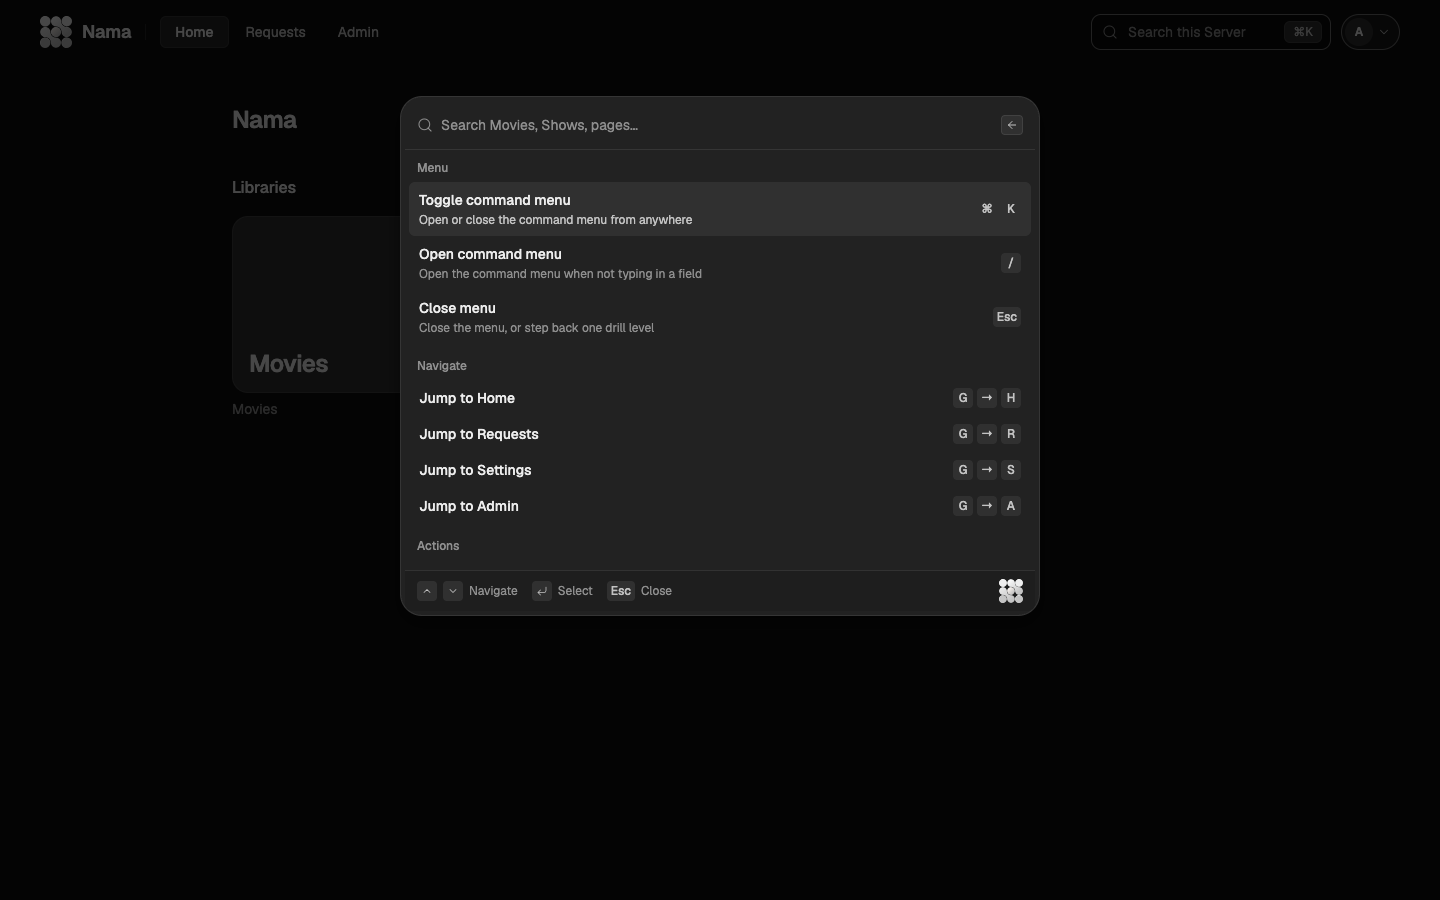 Nama
Home
Requests
Admin
Search this Server
⌘K
A
Nama
Libraries
Movies
Movies
Search Movies, Shows, pages...
Menu
Toggle command menu
⌘ K
Open or close the command menu from anywhere
Open command menu
/
Open the command menu when not typing in a field
Close menu
Esc
Close the menu, or step back one drill level
Navigate
Jump to Home
G → H
Jump to Requests
G → R
Jump to Settings
G → S
Jump to Admin
G → A
Actions
Navigate
Select
Esc Close